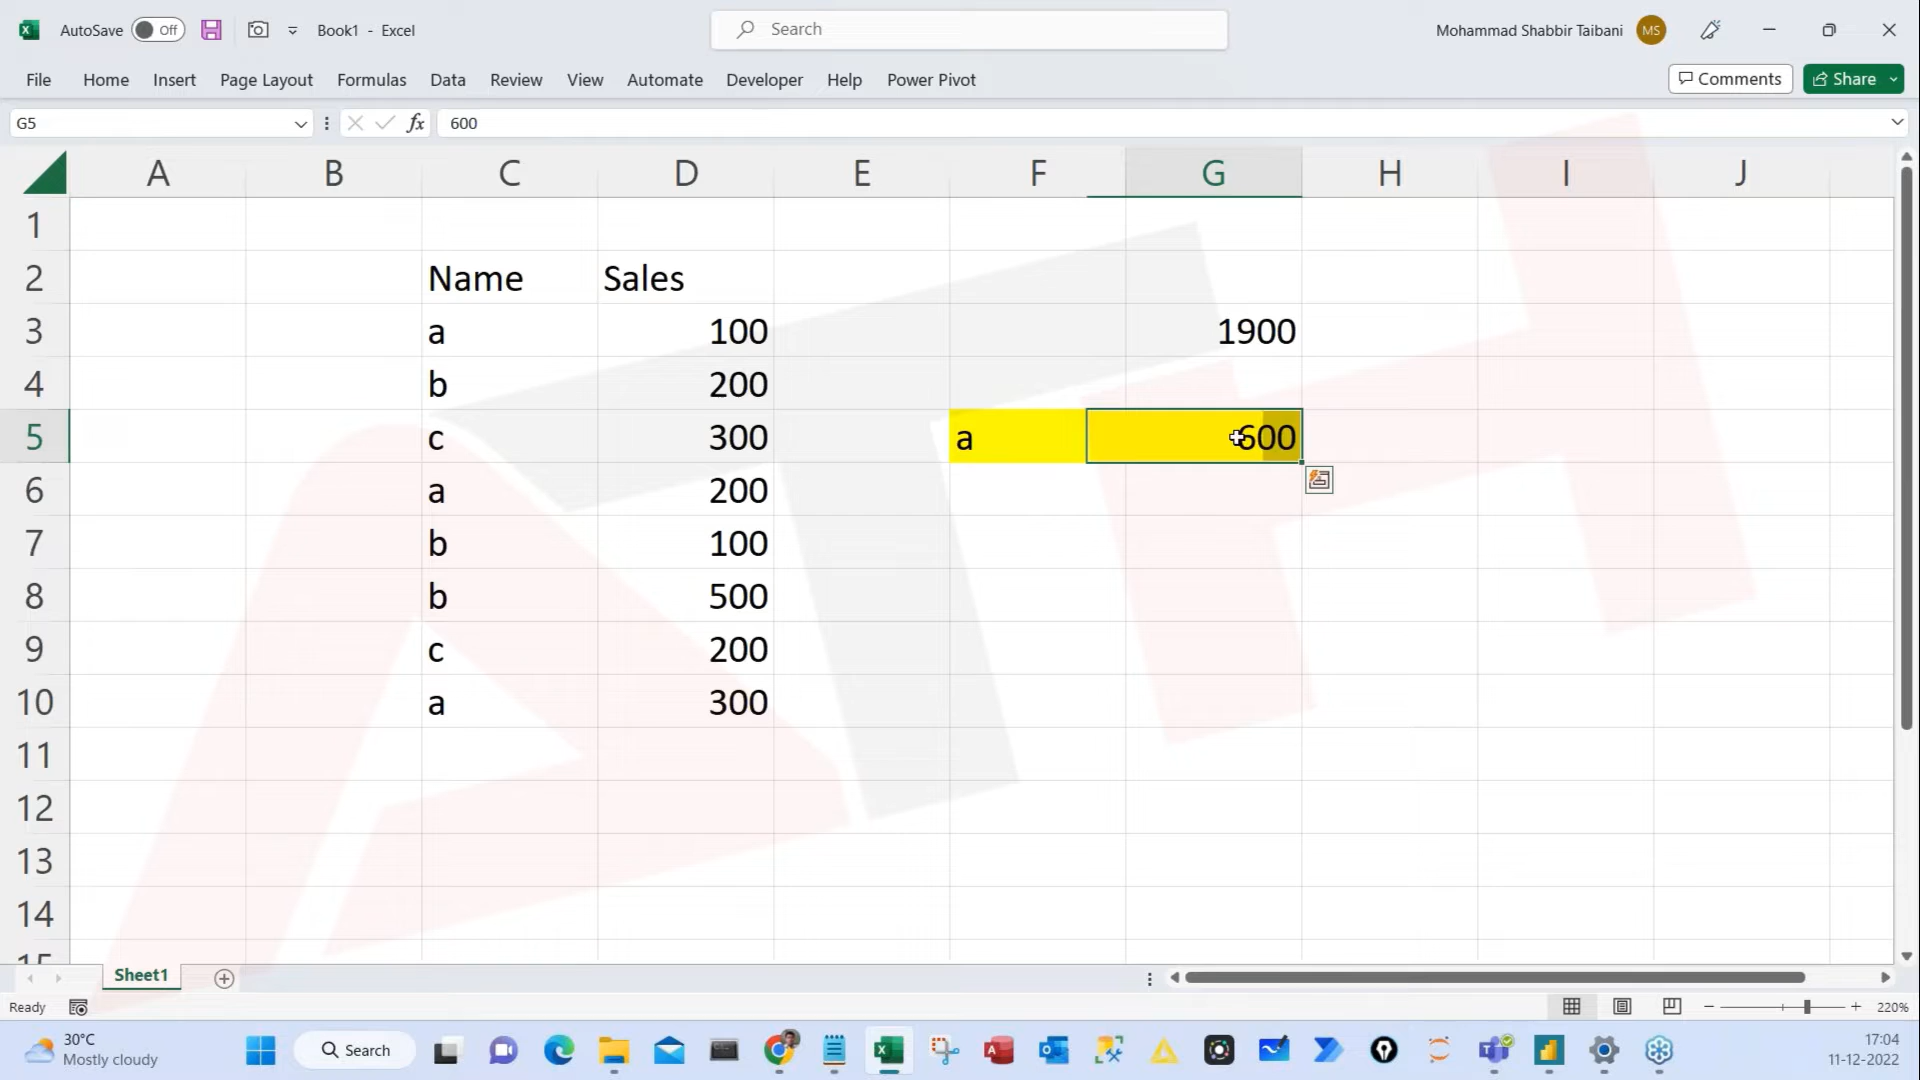 AutoSave Off Book1 - Excel Search Mohammad Shabbir Taibani MS
File Home Insert Page Layout Formulas Data Review View Automate Developer Help Power Pivot Comments Share
G5 fx 600
A B C D E F G H I J
1
2 Name Sales
3 a 100 1900
4 b 200
5 c 300 a 600
6 a 200
7 b 100
8 b 500
9 c 200
10 a 300
11
12
13
14
15
Sheet1
Ready 220%
30°C Search 17:04
Mostly cloudy 11-12-2022